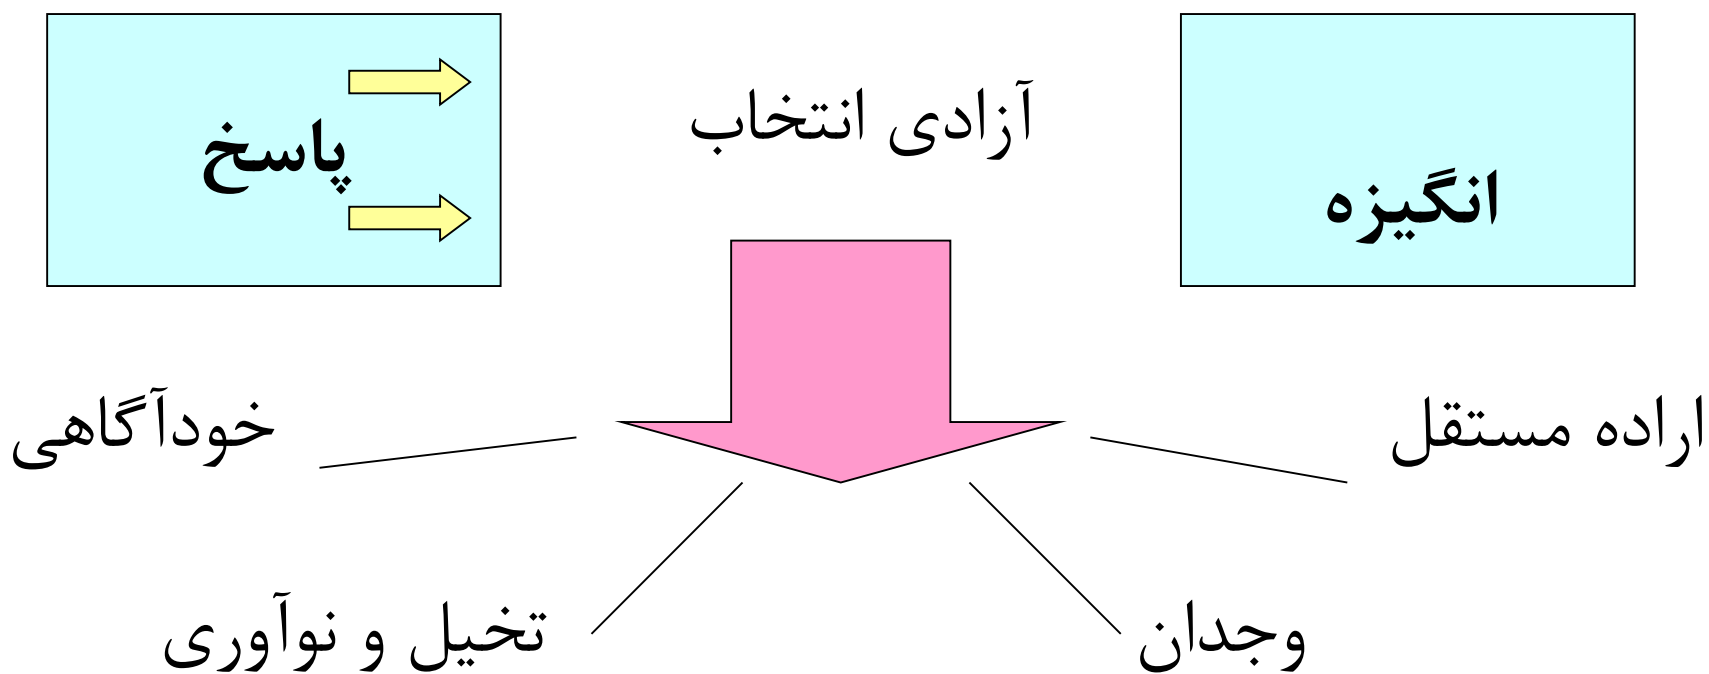 آزادی انتخاب
انگیزه
پاسخ
اراده مستقل
خودآگاهی
وجدان
تخیل و نوآوری